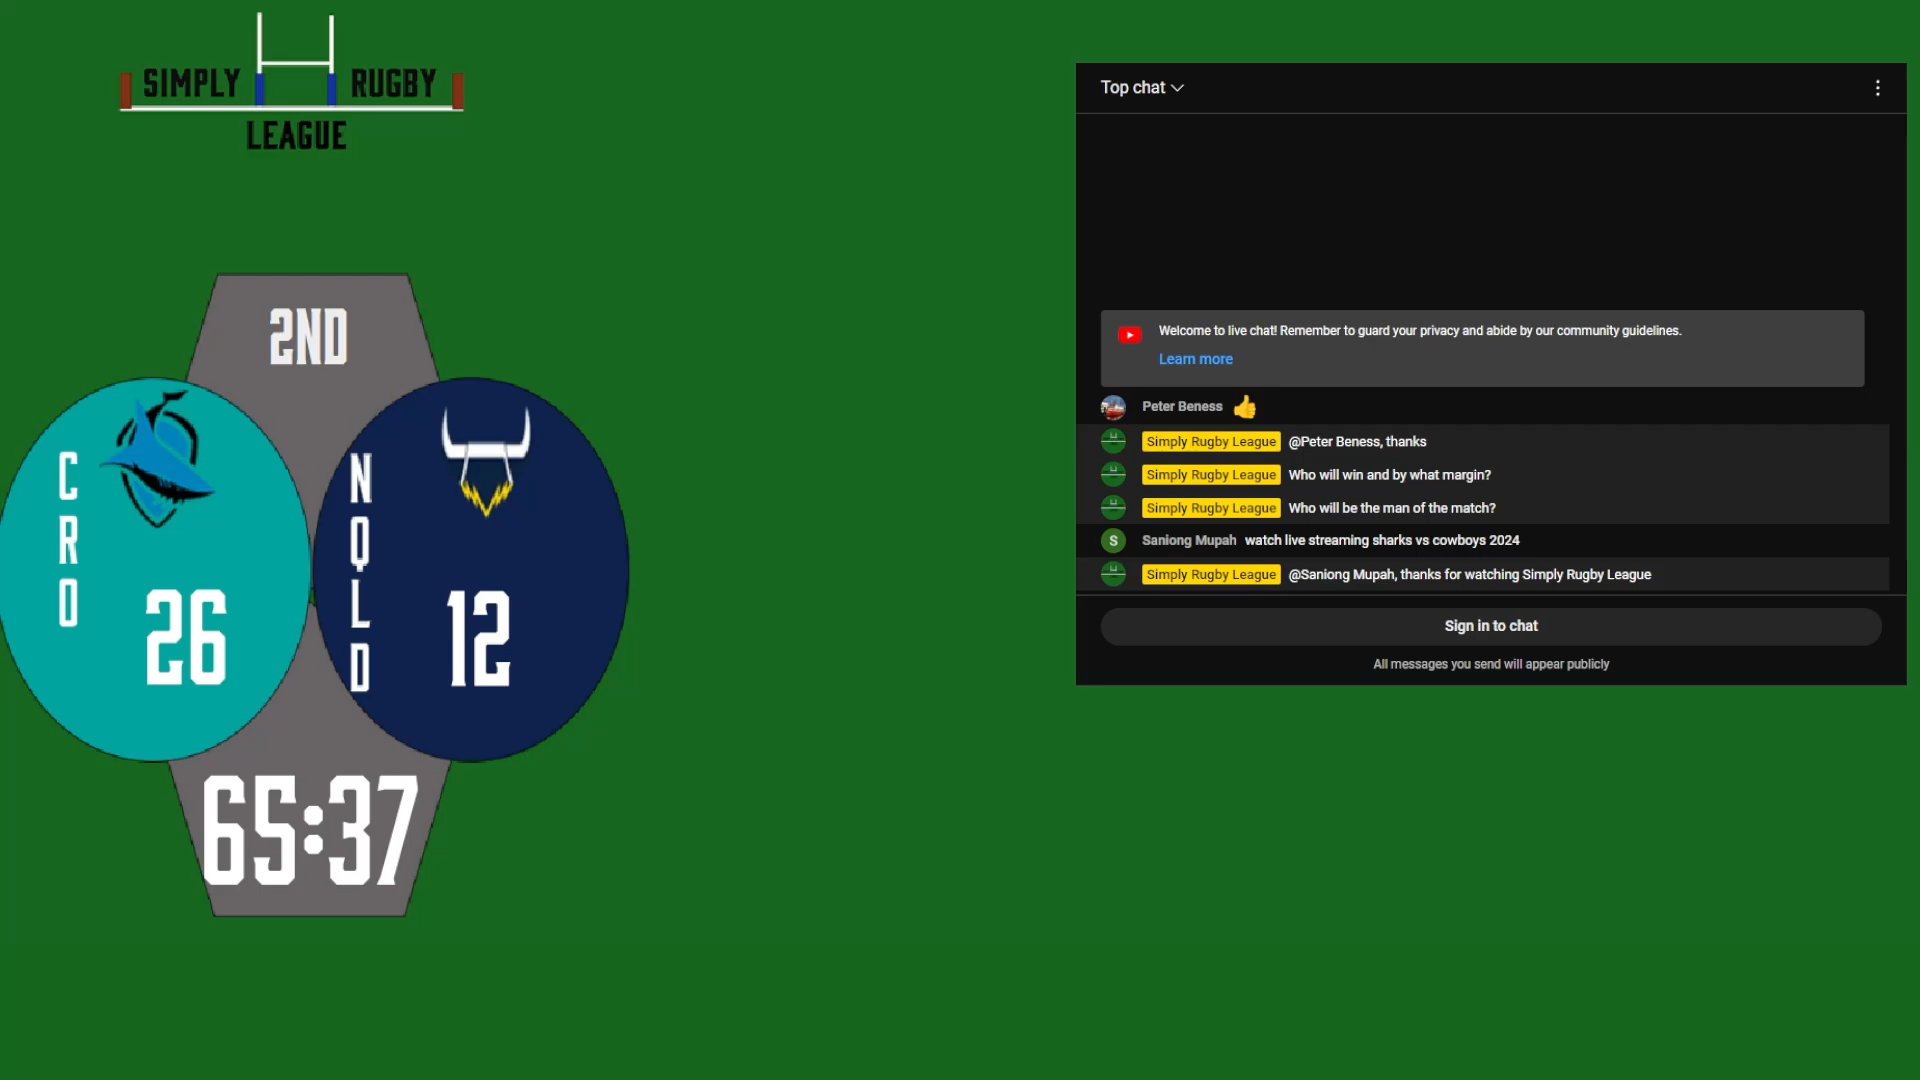 SIMPLY RUGBY
LEAGUE
2ND
CRO
26
NQLD
12
65:37
Top chat
Welcome to live chat! Remember to guard your privacy and abide by our community guidelines.
Learn more
Peter Beness 👍
Simply Rugby League @Peter Beness, thanks
Simply Rugby League Who will win and by what margin?
Simply Rugby League Who will be the man of the match?
S Saniong Mupah watch live streaming sharks vs cowboys 2024
Simply Rugby League @Saniong Mupah, thanks for watching Simply Rugby League
Sign in to chat
All messages you send will appear publicly